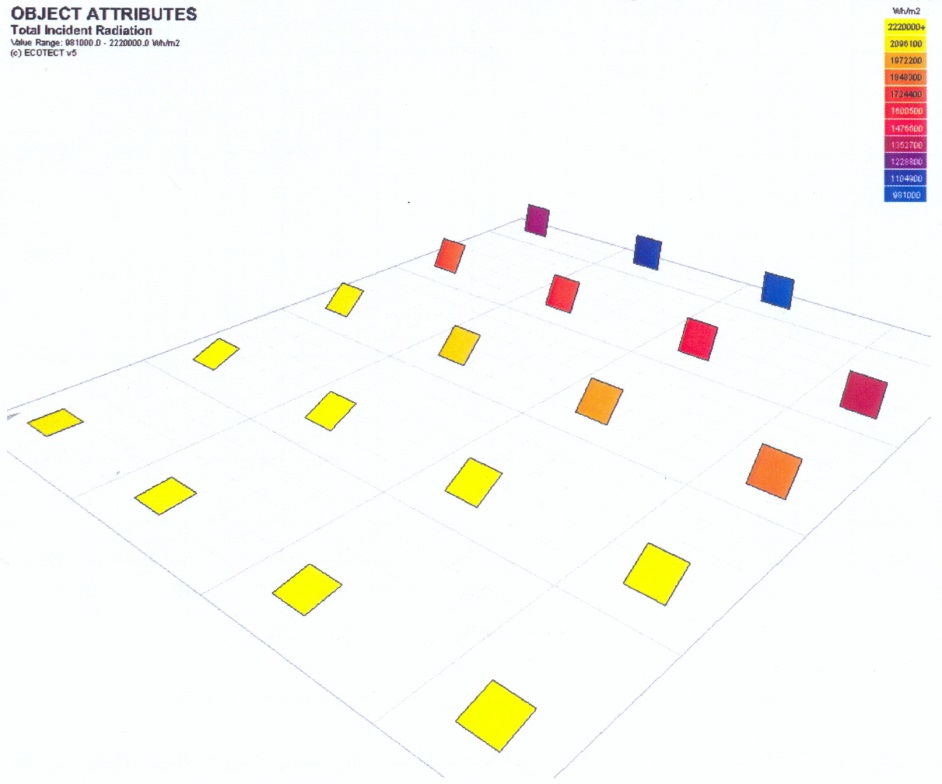 OBJECT ATTRIBUTES
Total Incident Radiation
Value Range: 981000.0 - 2220000.0 Wh/m2
(c) ECOTECT v5
Wh/m2
2220000+
2096100
1972200
1848300
1724400
1600500
1476600
1352700
1228800
1104900
981000